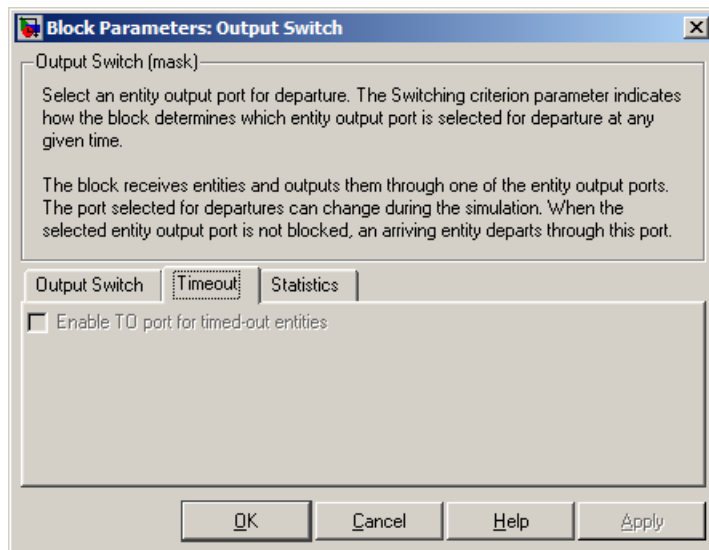 Block Parameters: Output Switch
Output Switch (mask)
Select an entity output port for departure. The Switching criterion parameter indicates
how the block determines which entity output port is selected for departure at any
given time.
The block receives entities and outputs them through one of the entity output ports.
The port selected for departures can change during the simulation. When the
selected entity output port is not blocked, an arriving entity departs through this port.
Output Switch Timeout Statistics
Enable TO port for timed-out entities
OK Cancel Help Apply